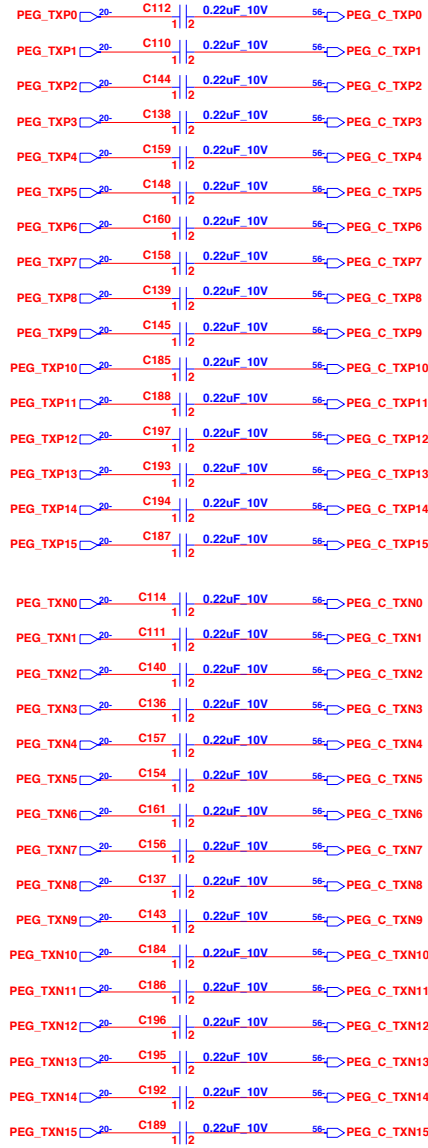 PEG_TXP0 20- C112 0.22uF_10V 56- PEG_C_TXP0
1 2
PEG_TXP1 20- C110 0.22uF_10V 56- PEG_C_TXP1
1 2
PEG_TXP2 20- C144 0.22uF_10V 56- PEG_C_TXP2
1 2
PEG_TXP3 20- C138 0.22uF_10V 56- PEG_C_TXP3
1 2
PEG_TXP4 20- C159 0.22uF_10V 56- PEG_C_TXP4
1 2
PEG_TXP5 20- C148 0.22uF_10V 56- PEG_C_TXP5
1 2
PEG_TXP6 20- C160 0.22uF_10V 56- PEG_C_TXP6
1 2
PEG_TXP7 20- C158 0.22uF_10V 56- PEG_C_TXP7
1 2
PEG_TXP8 20- C139 0.22uF_10V 56- PEG_C_TXP8
1 2
PEG_TXP9 20- C145 0.22uF_10V 56- PEG_C_TXP9
1 2
PEG_TXP10 20- C185 0.22uF_10V 56- PEG_C_TXP10
1 2
PEG_TXP11 20- C188 0.22uF_10V 56- PEG_C_TXP11
1 2
PEG_TXP12 20- C197 0.22uF_10V 56- PEG_C_TXP12
1 2
PEG_TXP13 20- C193 0.22uF_10V 56- PEG_C_TXP13
1 2
PEG_TXP14 20- C194 0.22uF_10V 56- PEG_C_TXP14
1 2
PEG_TXP15 20- C187 0.22uF_10V 56- PEG_C_TXP15
1 2
PEG_TXN0 20- C114 0.22uF_10V 56- PEG_C_TXN0
1 2
PEG_TXN1 20- C111 0.22uF_10V 56- PEG_C_TXN1
1 2
PEG_TXN2 20- C140 0.22uF_10V 56- PEG_C_TXN2
1 2
PEG_TXN3 20- C136 0.22uF_10V 56- PEG_C_TXN3
1 2
PEG_TXN4 20- C157 0.22uF_10V 56- PEG_C_TXN4
1 2
PEG_TXN5 20- C154 0.22uF_10V 56- PEG_C_TXN5
1 2
PEG_TXN6 20- C161 0.22uF_10V 56- PEG_C_TXN6
1 2
PEG_TXN7 20- C156 0.22uF_10V 56- PEG_C_TXN7
1 2
PEG_TXN8 20- C137 0.22uF_10V 56- PEG_C_TXN8
1 2
PEG_TXN9 20- C143 0.22uF_10V 56- PEG_C_TXN9
1 2
PEG_TXN10 20- C184 0.22uF_10V 56- PEG_C_TXN10
1 2
PEG_TXN11 20- C186 0.22uF_10V 56- PEG_C_TXN11
1 2
PEG_TXN12 20- C196 0.22uF_10V 56- PEG_C_TXN12
1 2
PEG_TXN13 20- C195 0.22uF_10V 56- PEG_C_TXN13
1 2
PEG_TXN14 20- C192 0.22uF_10V 56- PEG_C_TXN14
1 2
PEG_TXN15 20- C189 0.22uF_10V 56- PEG_C_TXN15
1 2